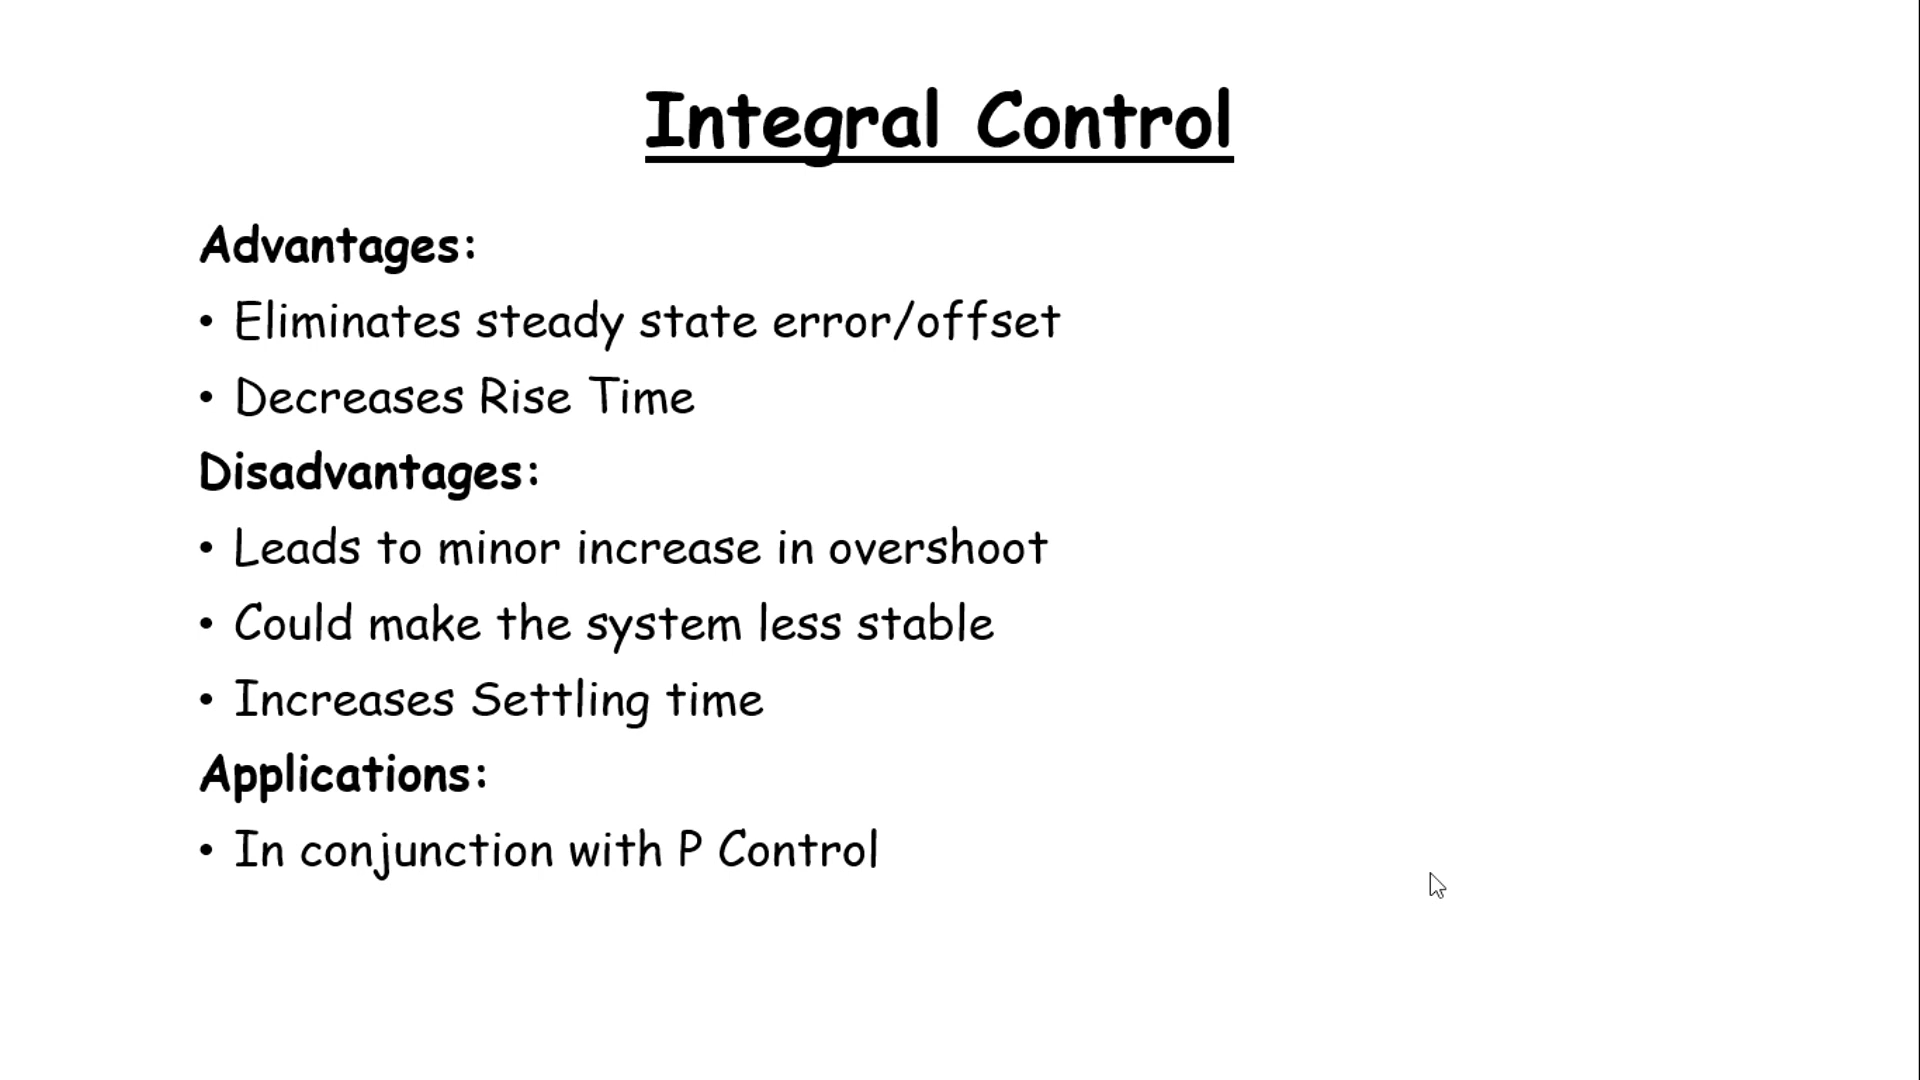 Integral Control
Advantages:
• Eliminates steady state error/offset
• Decreases Rise Time
Disadvantages:
• Leads to minor increase in overshoot
• Could make the system less stable
• Increases Settling time
Applications:
• In conjunction with P Control